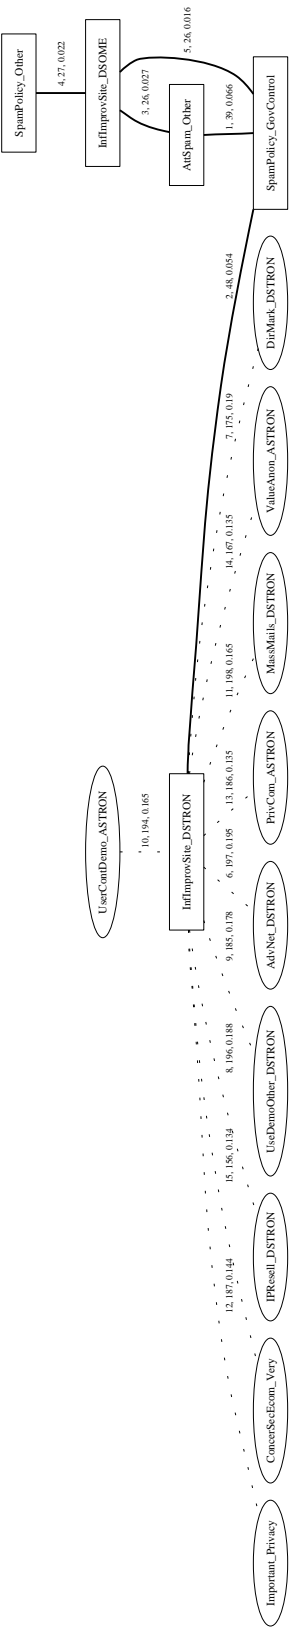 SpamPolicy_Other
4, 27, 0.022
InfImprovSite_DSOME
5, 26, 0.016
3, 26, 0.027
AttSpam_Other
1, 39, 0.066
SpamPolicy_GovControl
2, 48, 0.054
DirMark_DSTRON
7, 175, 0.19
ValueAnon_ASTRON
14, 167, 0.135
MassMails_DSTRON
11, 198, 0.165
PrivCom_ASTRON
13, 186, 0.135
UserContDemo_ASTRON
10, 194, 0.165
InfImprovSite_DSTRON
6, 197, 0.195
AdvNet_DSTRON
9, 185, 0.178
UseDemoOther_DSTRON
8, 196, 0.188
IPResell_DSTRON
15, 156, 0.134
ConcerSecEcom_Very
12, 187, 0.144
Important_Privacy